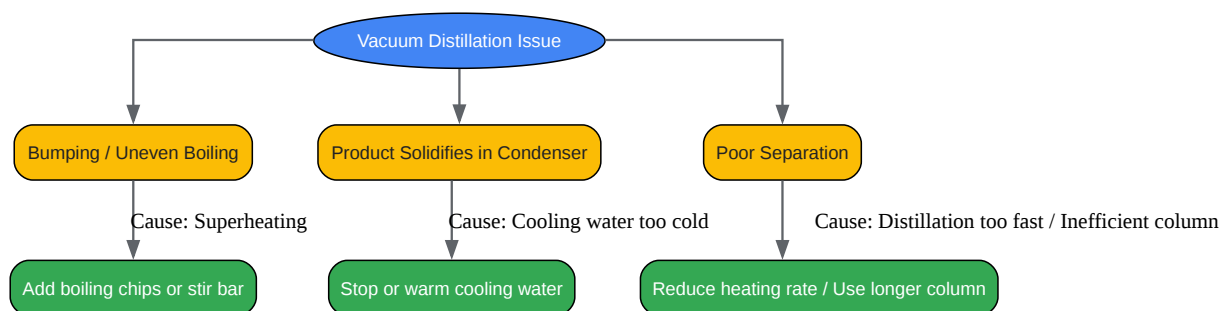 Vacuum Distillation Issue
Bumping / Uneven Boiling
Product Solidifies in Condenser
Poor Separation
Cause: Superheating
Cause: Cooling water too cold
Cause: Distillation too fast / Inefficient column
Add boiling chips or stir bar
Stop or warm cooling water
Reduce heating rate / Use longer column